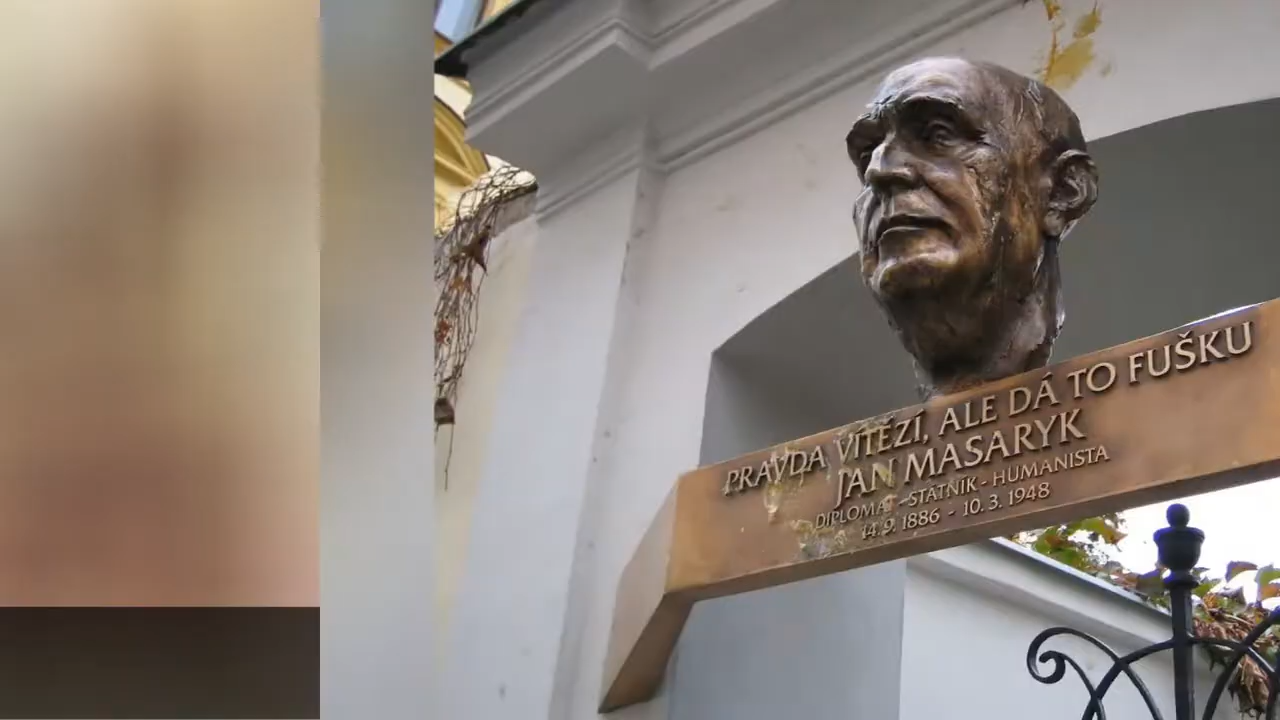 PRAVDA VÍTĚZÍ, ALE DÁ TO FUŠKU
JAN MASARYK
DIPLOMAT - STÁTNÍK - HUMANISTA
14. 9. 1886 - 10. 3. 1948